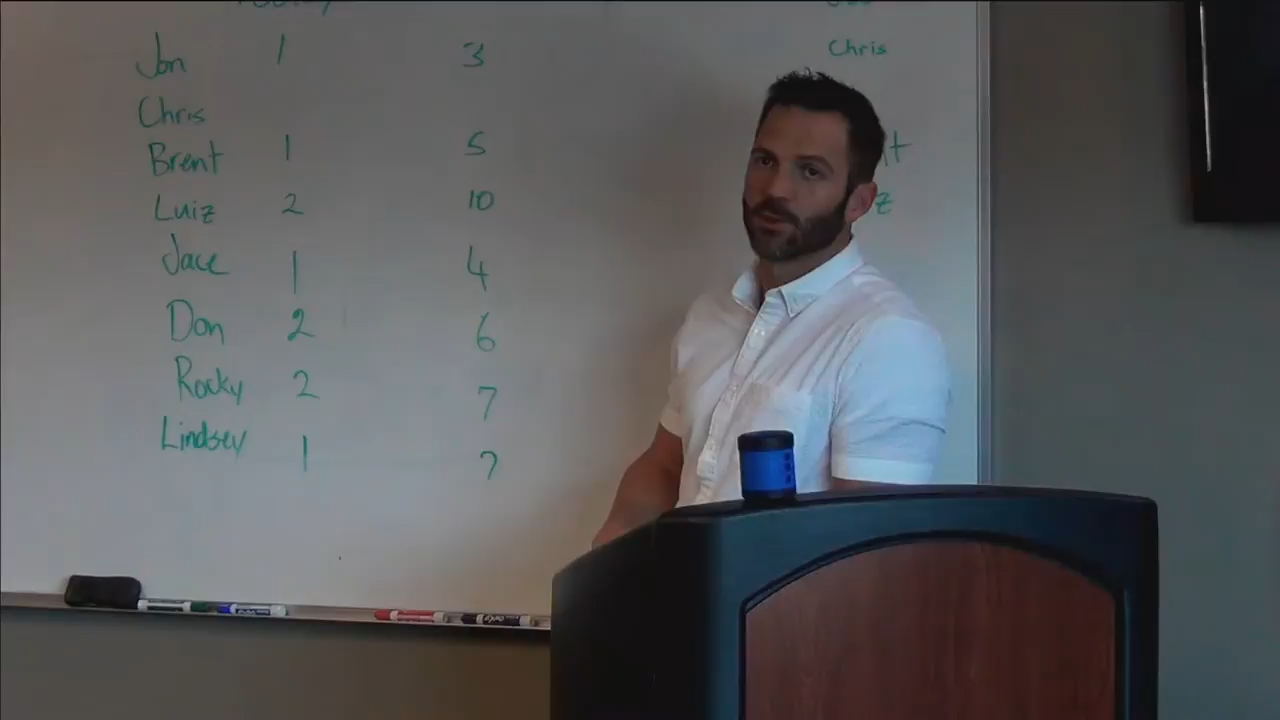 Jon 1 3
Chris
Chris
Brent 1 5
Luiz 2 10
Jace 1 4
Don 2 6
Rocky 2 7
Lindsey 1 ?